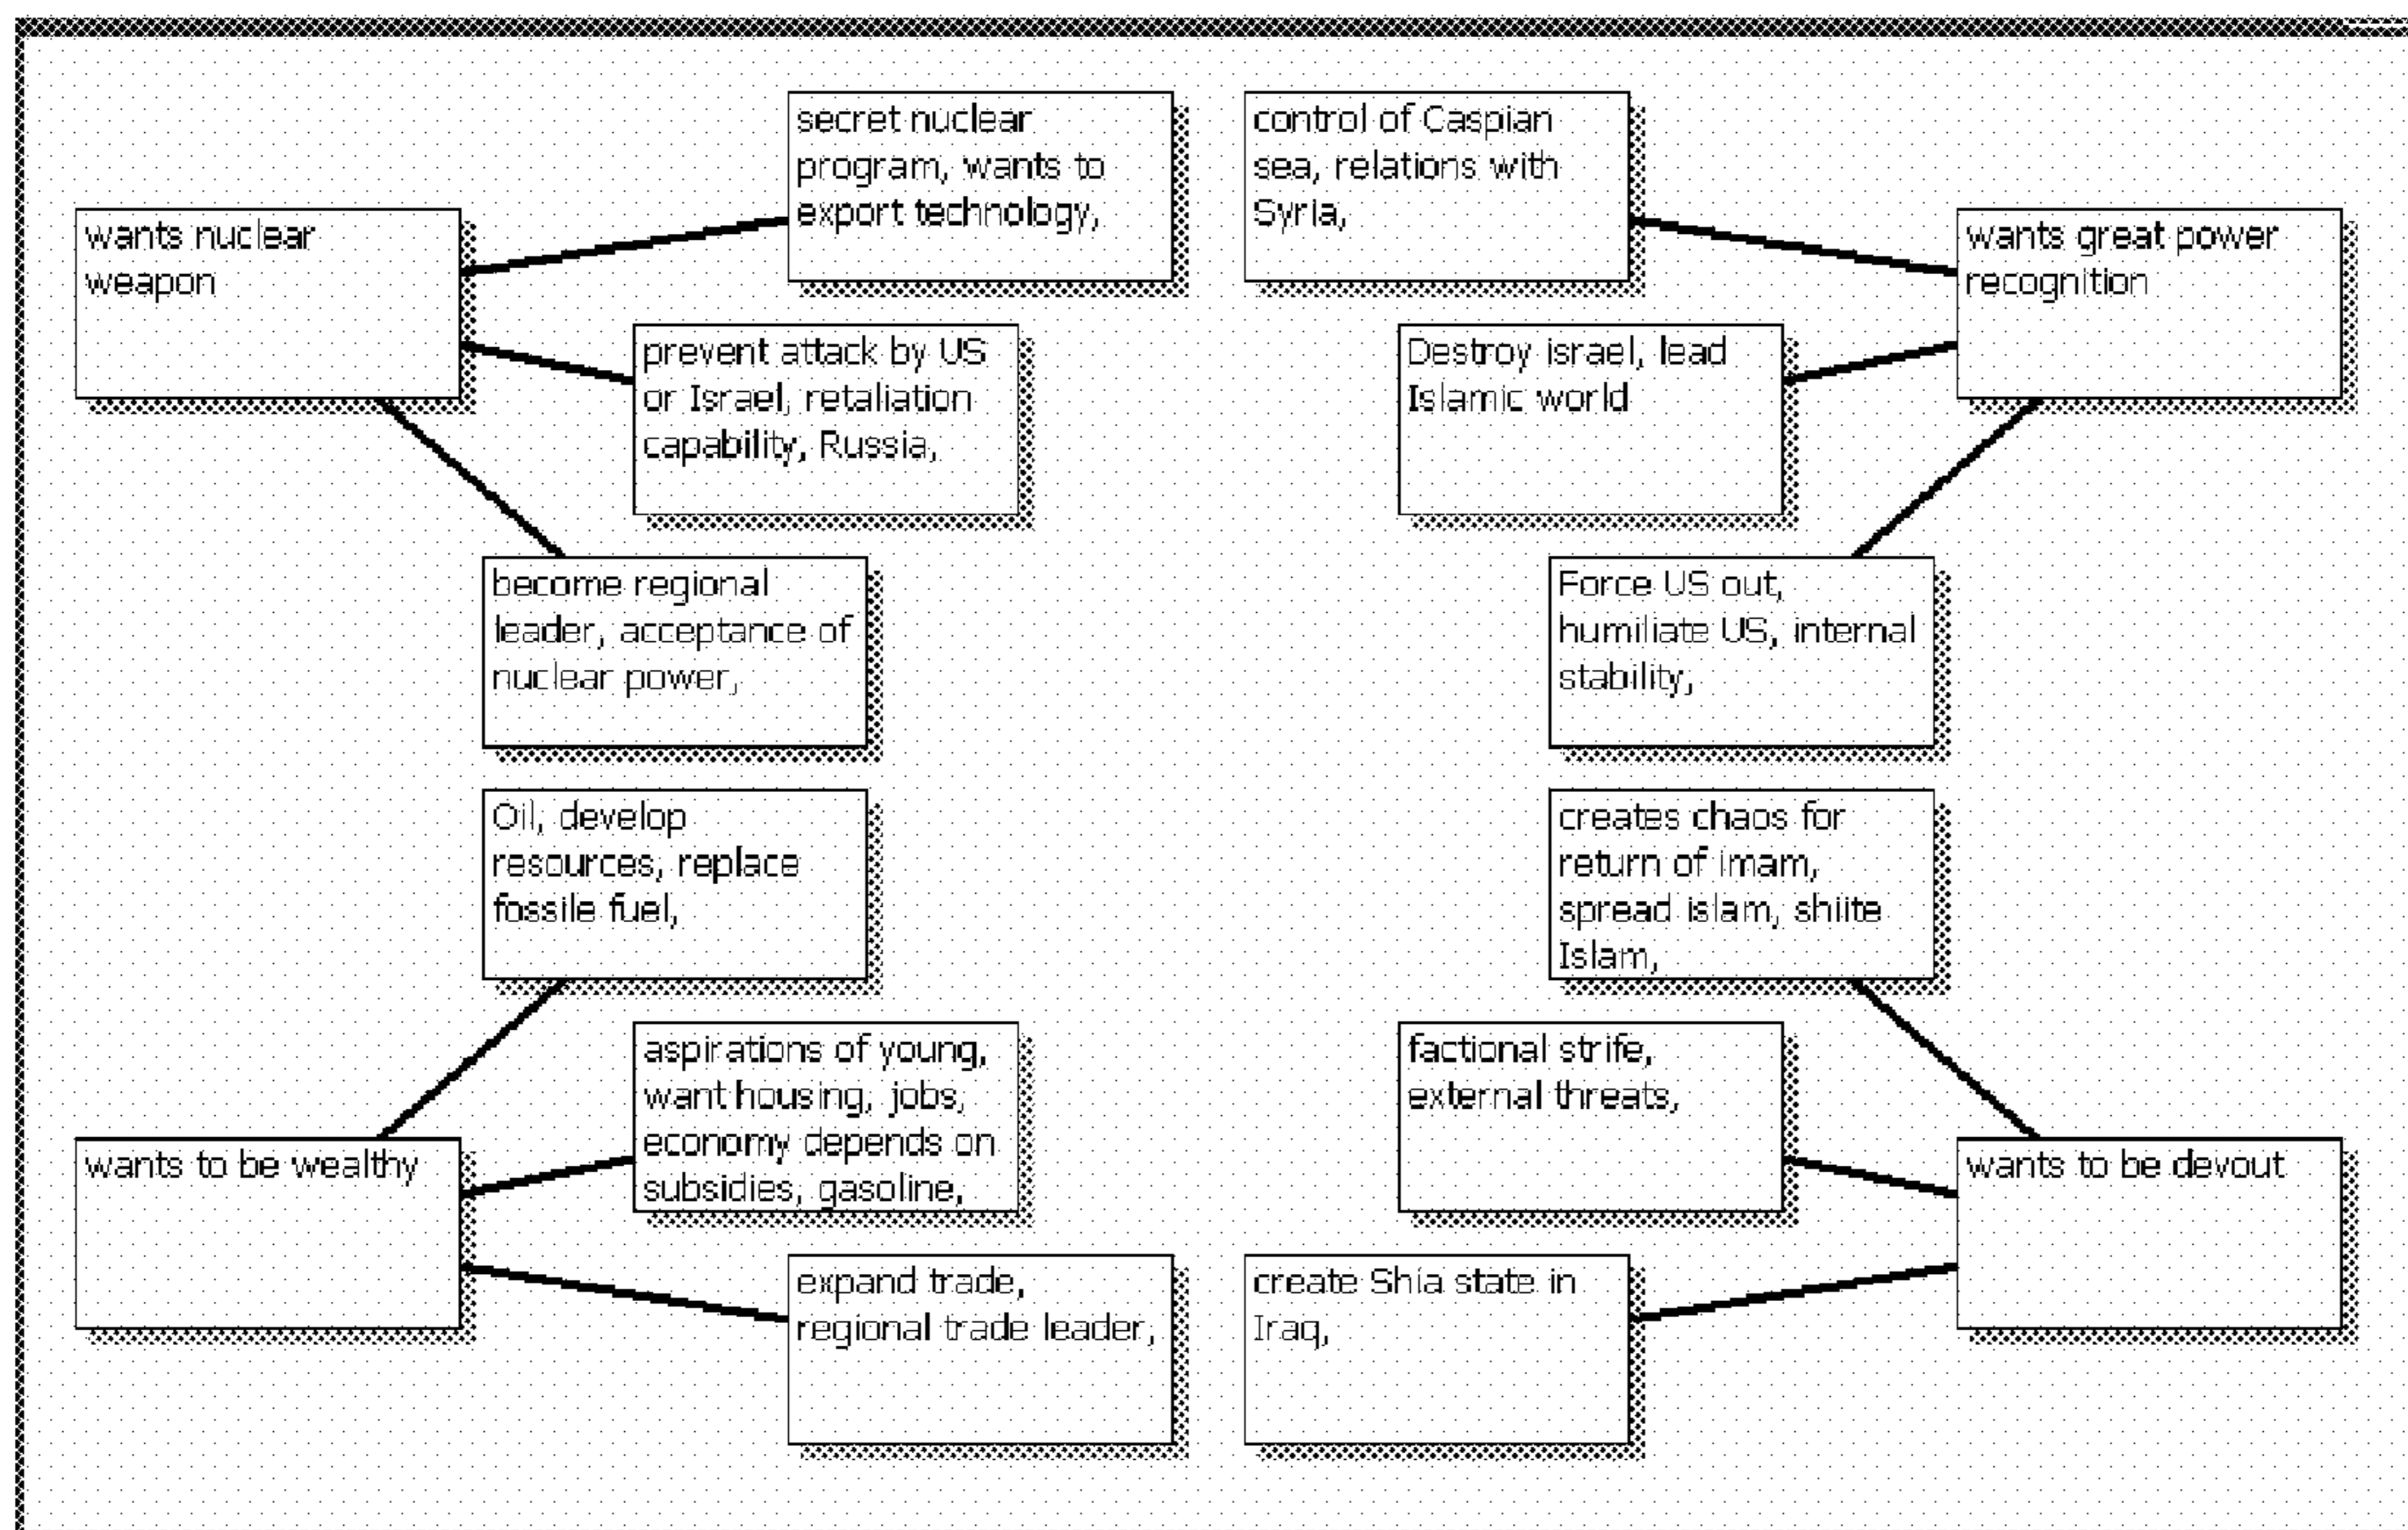 secret nuclear
program, wants to
export technology,
control of Caspian
sea, relations with
Syria,
wants nuclear
weapon
wants great power
recognition
prevent attack by US
or Israel, retaliation
capability, Russia,
Destroy israel, lead
Islamic world
become regional
leader, acceptance of
nuclear power,
Force US out,
humiliate US, internal
stability,
Oil, develop
resources, replace
fossile fuel,
creates chaos for
return of imam,
spread islam, shiite
Islam,
aspirations of young,
want housing, jobs,
economy depends on
subsidies, gasoline,
factional strife,
external threats,
wants to be wealthy
wants to be devout
expand trade,
regional trade leader,
create Shia state in
Iraq,